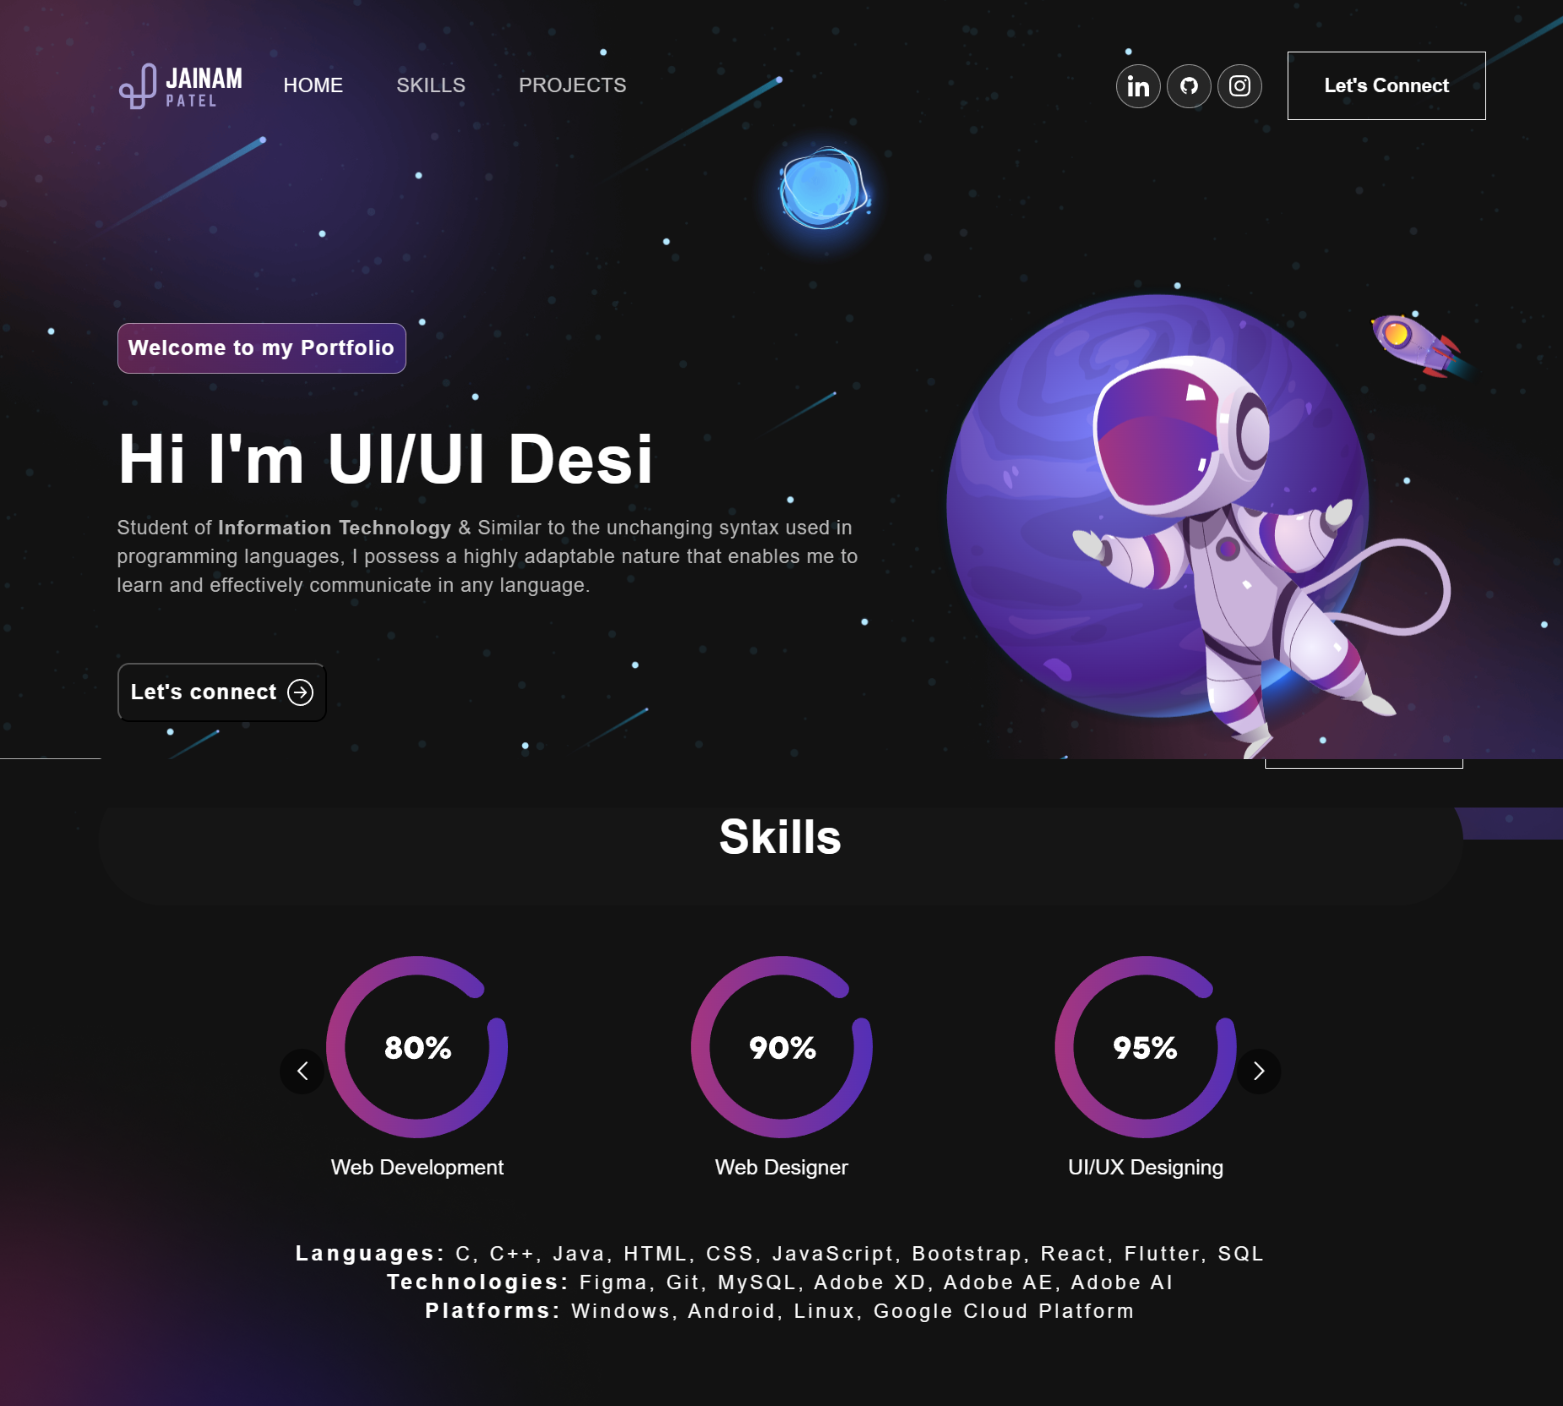 JAINAM
PATEL
HOME
SKILLS
PROJECTS
in
Let's Connect
Welcome to my Portfolio
Hi I'm UI/UI Desi
Student of Information Technology & Similar to the unchanging syntax used in
programming languages, I possess a highly adaptable nature that enables me to
learn and effectively communicate in any language.
Let's connect
Skills
80%
90%
95%
Web Development
Web Designer
UI/UX Designing
Languages: C, C++, Java, HTML, CSS, JavaScript, Bootstrap, React, Flutter, SQL
Technologies: Figma, Git, MySQL, Adobe XD, Adobe AE, Adobe AI
Platforms: Windows, Android, Linux, Google Cloud Platform